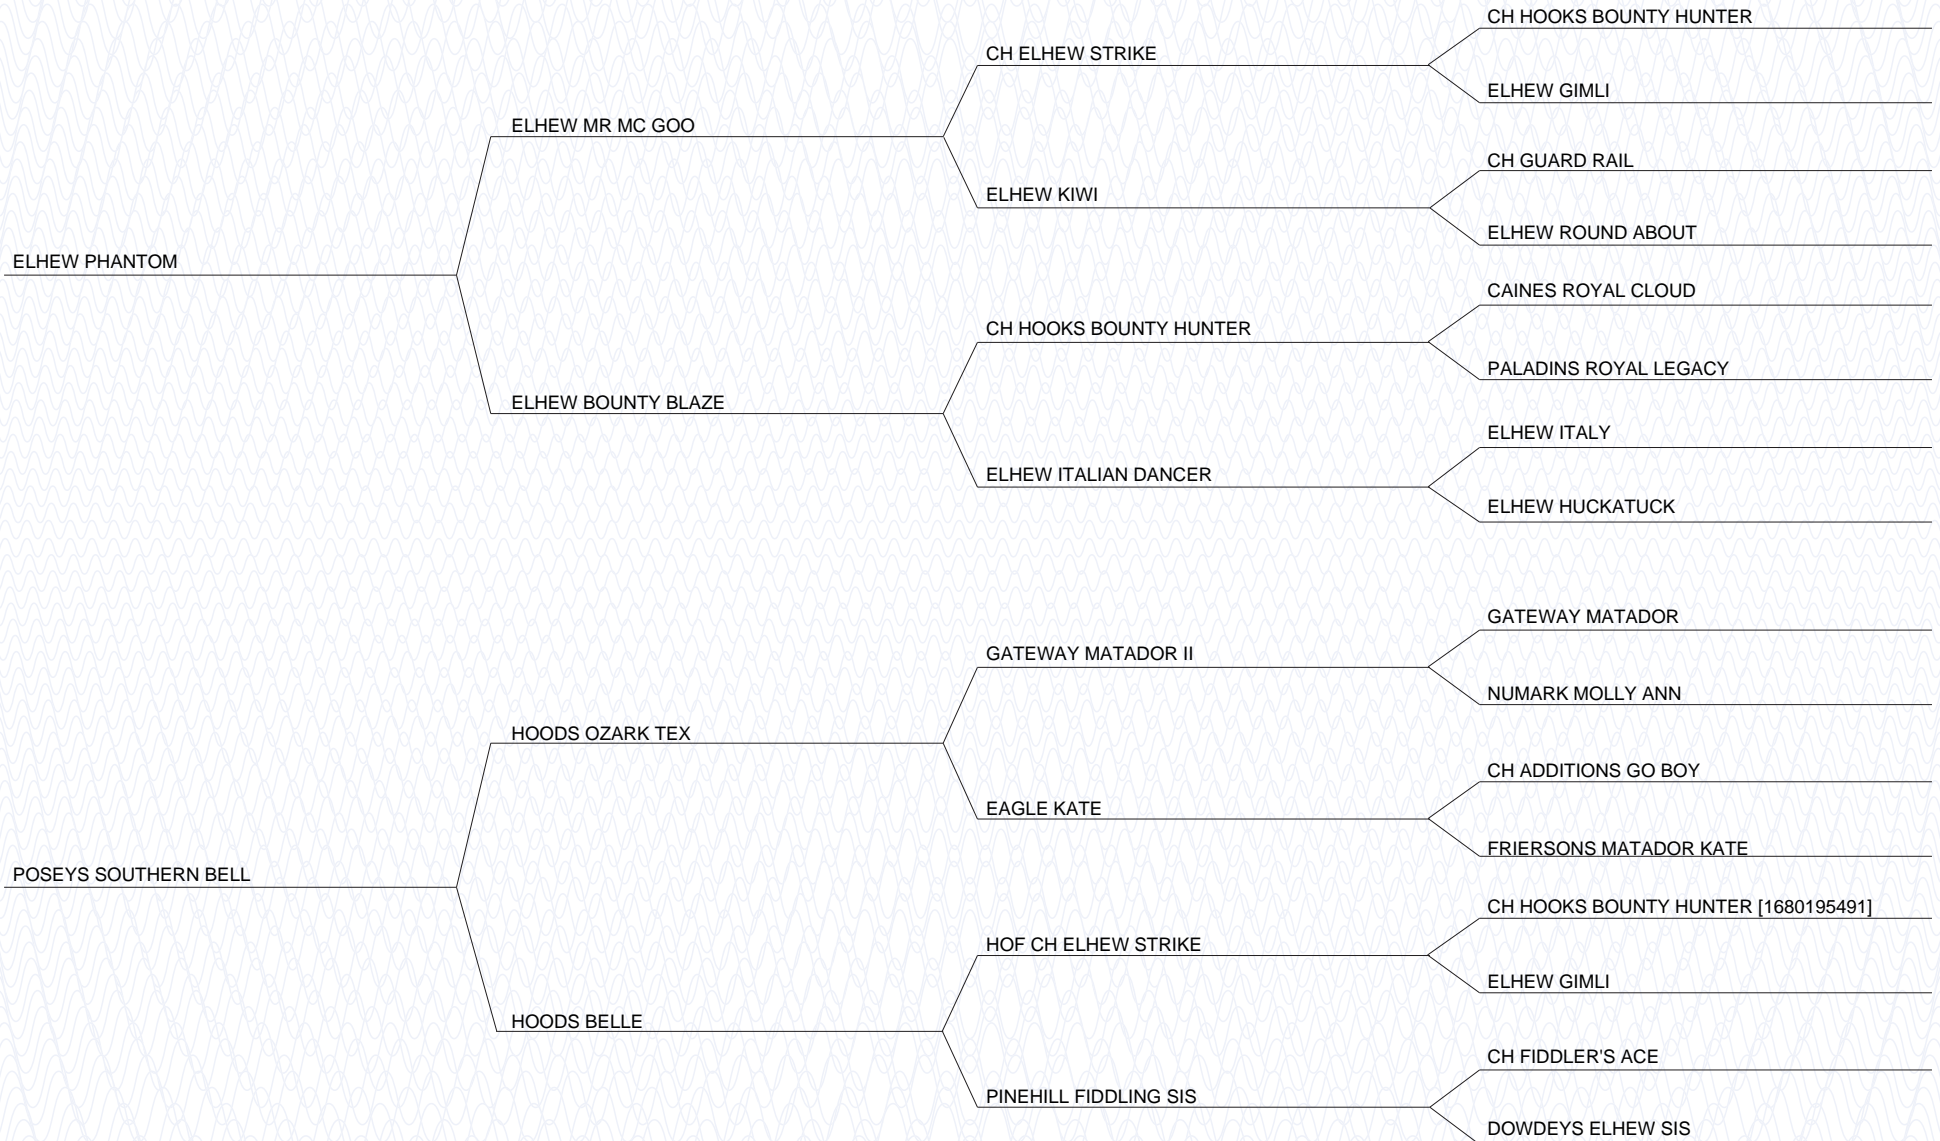 CH HOOKS BOUNTY HUNTER
CH ELHEW STRIKE
ELHEW GIMLI
ELHEW MR MC GOO
CH GUARD RAIL
ELHEW KIWI
ELHEW ROUND ABOUT
ELHEW PHANTOM
CAINES ROYAL CLOUD
CH HOOKS BOUNTY HUNTER
PALADINS ROYAL LEGACY
ELHEW BOUNTY BLAZE
ELHEW ITALY
ELHEW ITALIAN DANCER
ELHEW HUCKATUCK
GATEWAY MATADOR
GATEWAY MATADOR II
NUMARK MOLLY ANN
HOODS OZARK TEX
CH ADDITIONS GO BOY
EAGLE KATE
FRIERSONS MATADOR KATE
POSEYS SOUTHERN BELL
CH HOOKS BOUNTY HUNTER [1680195491]
HOF CH ELHEW STRIKE
ELHEW GIMLI
HOODS BELLE
CH FIDDLER'S ACE
PINEHILL FIDDLING SIS
DOWDEYS ELHEW SIS